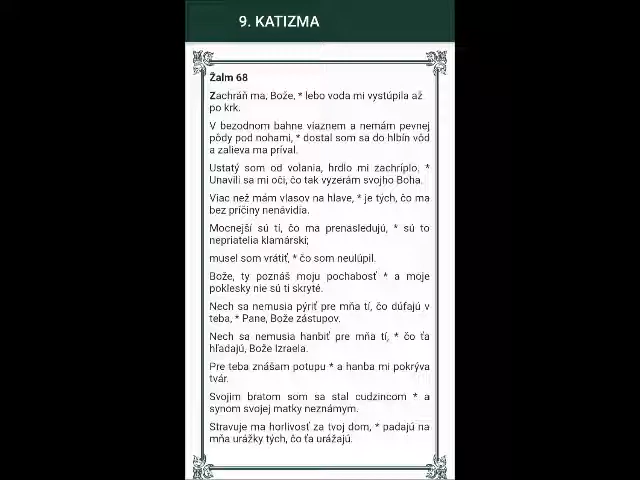 9. KATIZMA
Žalm 68
Zachráň ma, Bože, * lebo voda mi vystúpila až
po krk.
V bezodnom bahne viaznem a nemám pevnej
pôdy pod nohami, * dostal som sa do hlbín vôd
a zalieva ma príval.
Ustatý som od volania, hrdlo mi zachríplo, *
Unavili sa mi oči, čo tak vyzerám svojho Boha.
Viac než mám vlasov na hlave, * je tých, čo ma
bez príčiny nenávidia.
Mocnejší sú tí, čo ma prenasledujú, * sú to
nepriatelia klamárski;
musel som vrátiť, * čo som neulúpil.
Bože, ty poznáš moju pochabosť * a moje
poklesky nie sú ti skryté.
Nech sa nemusia pýriť pre mňa tí, čo dúfajú v
teba, * Pane, Bože zástupov.
Nech sa nemusia hanbiť pre mňa tí, * čo ťa
hľadajú, Bože Izraela.
Pre teba znášam potupu * a hanba mi pokrýva
tvár.
Svojim bratom som sa stal cudzincom * a
synom svojej matky neznámym.
Stravuje ma horlivosť za tvoj dom, * padajú na
mňa urážky tých, čo ťa urážajú.